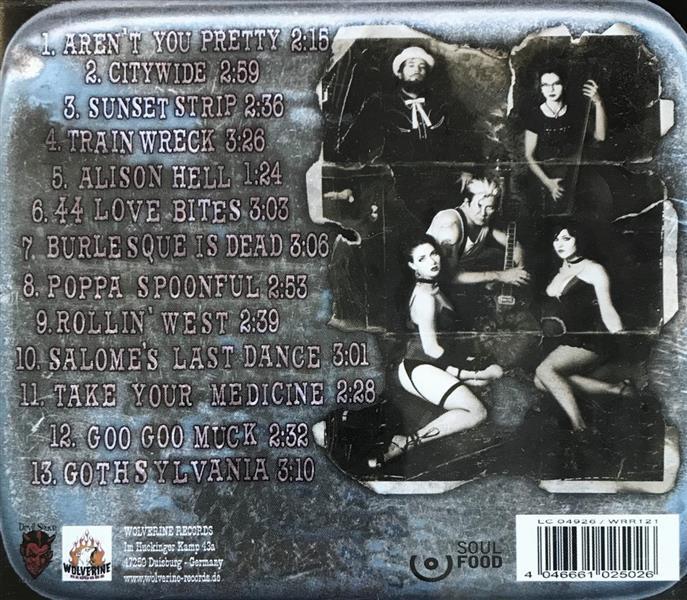 1. AREN'T YOU PRETTY 2:15
2. CITYWIDE 2:59
3. SUNSET STRIP 2:36
4. TRAIN WRECK 3:26
5. ALISON HELL 1:24
6. 44 LOVE BITES 3:03
7. BURLESQUE IS DEAD 3:06
8. POPPA SPOONFUL 2:53
9. ROLLIN' WEST 2:39
10. SALOME'S LAST DANCE 3:01
11. TAKE YOUR MEDICINE 2:28
12. GOO GOO MUCK 2:32
13. GOTHSYLVANIA 3:10
WOLVERINE
RECORDS
WOLVERINE RECORDS
Im Huckinger Kamp 43a
47259 Duisburg - Germany
www.wolverine-records.de
SOUL
FOOD
LC 04926 / WRR121
4 046661 025026